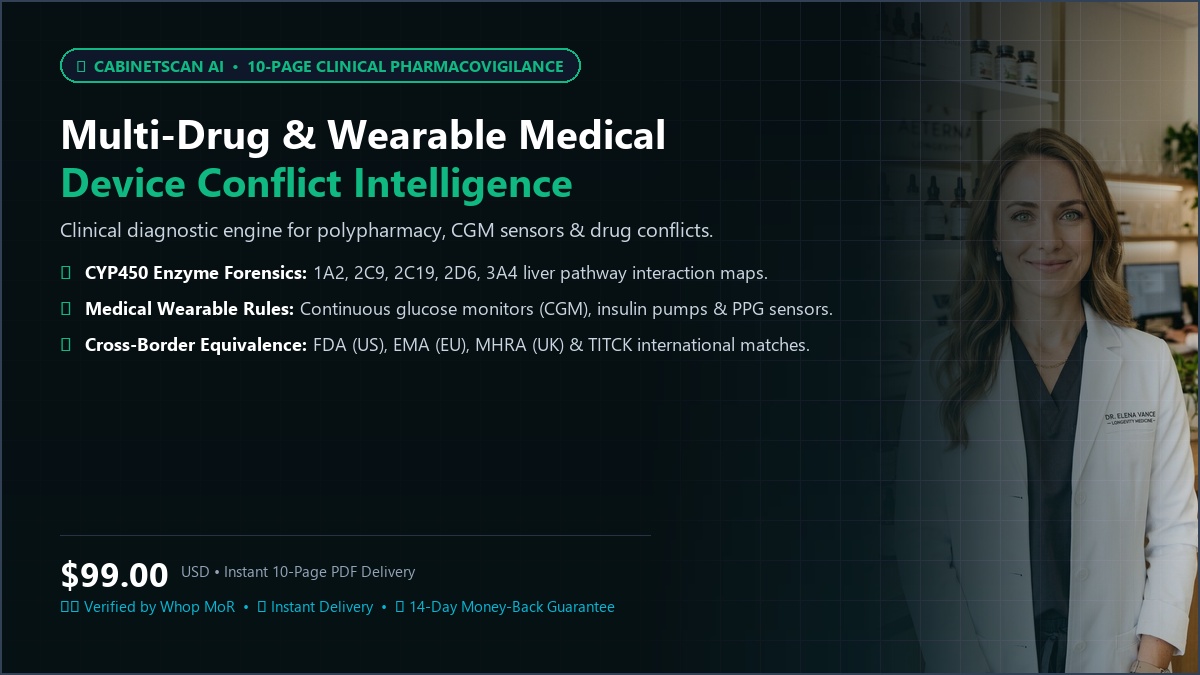 CABINETSCAN AI • 10-PAGE CLINICAL PHARMACOVIGILANCE
Multi-Drug & Wearable Medical
Device Conflict Intelligence
Clinical diagnostic engine for polypharmacy, CGM sensors & drug conflicts.
CYP450 Enzyme Forensics: 1A2, 2C9, 2C19, 2D6, 3A4 liver pathway interaction maps.
Medical Wearable Rules: Continuous glucose monitors (CGM), insulin pumps & PPG sensors.
Cross-Border Equivalence: FDA (US), EMA (EU), MHRA (UK) & TITCK international matches.
$99.00 USD • Instant 10-Page PDF Delivery
Verified by Whop MoR • Instant Delivery • 14-Day Money-Back Guarantee
AETERNA
DR. ELENA VANCE
– LONGEVITY MEDICINE –